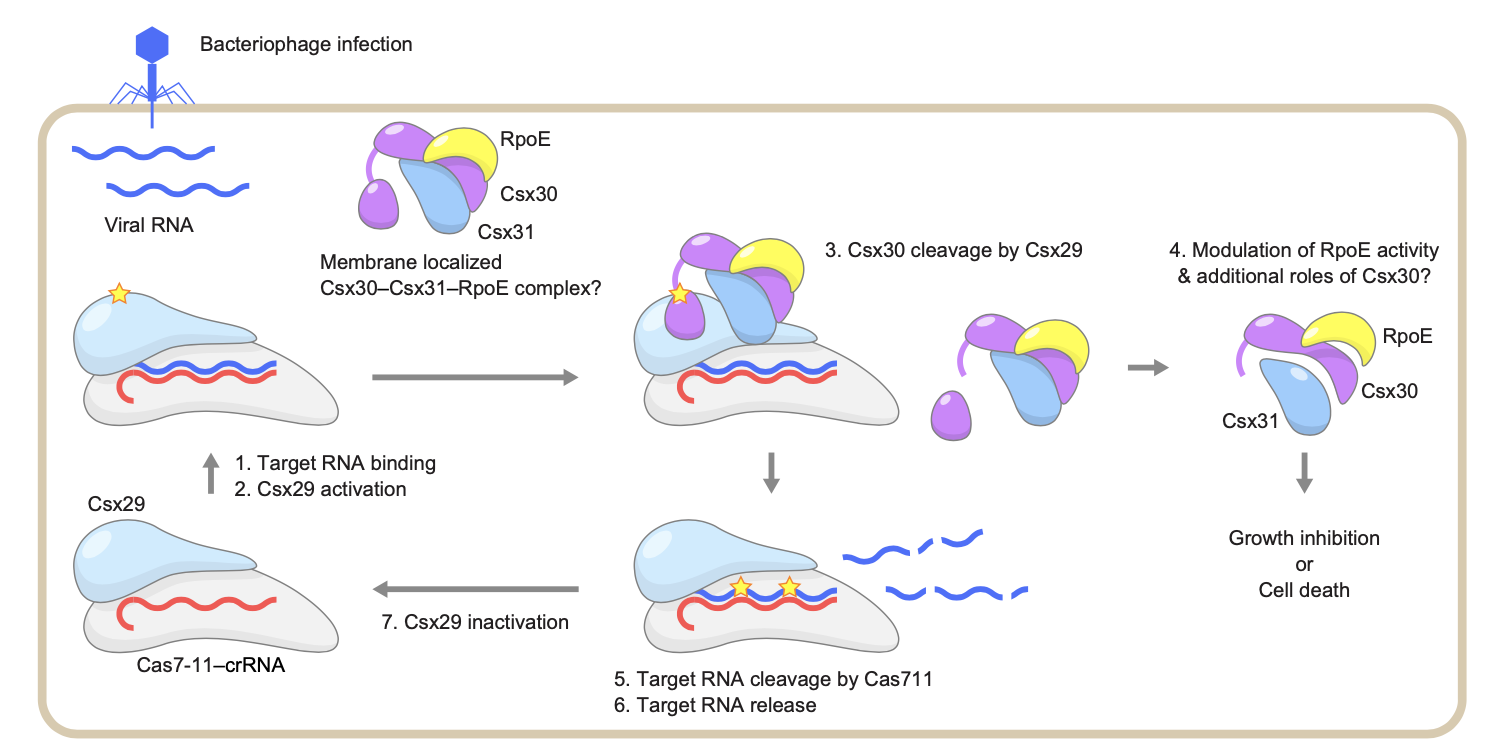 Bacteriophage infection
Viral RNA
RpoE
Csx30
Csx31
Membrane localized
Csx30–Csx31–RpoE complex?
3. Csx30 cleavage by Csx29
4. Modulation of RpoE activity
& additional roles of Csx30?
RpoE
Csx30
Csx31
1. Target RNA binding
2. Csx29 activation
Csx29
Cas7-11–crRNA
7. Csx29 inactivation
5. Target RNA cleavage by Cas711
6. Target RNA release
Growth inhibition
or
Cell death